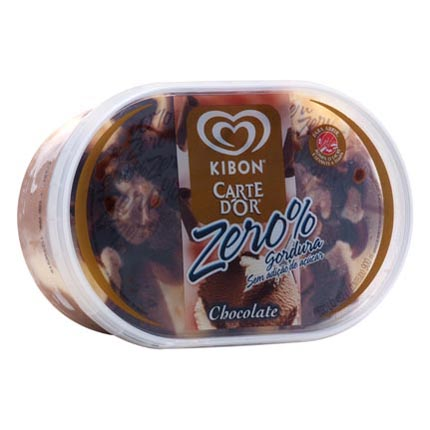 KIBON®
CARTE
D'OR®
Zero%
Gordura
Sem adição de açúcar
Chocolate